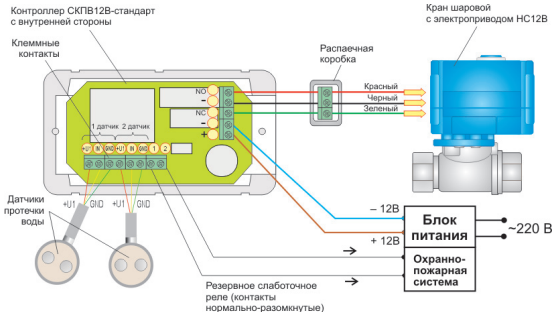 Контроллер СКПВ12В-стандарт
с внутренней стороны
Кран шаровой
с электроприводом НС12В
Клеммные
контакты
Распаечная
коробка
NO
–
NC
–
+
Красный
Черный
Зеленый
1 датчик 2 датчик
+U1 IN GND +U1 IN GND 1 2
Датчики
протечки
воды
+U1 GND +U1 GND
– 12В
+ 12В
Блок
питания
~220 В
Охранно-
пожарная
система
Резервное слаботочное
реле (контакты
нормально-разомкнутые)